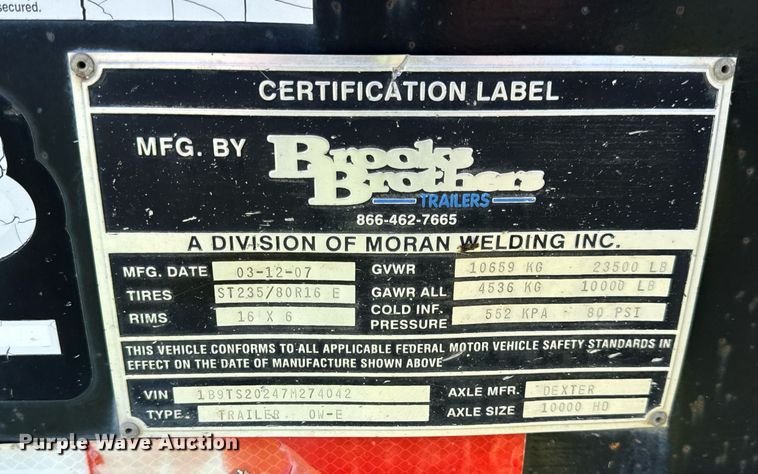 secured.
CERTIFICATION LABEL
MFG. BY Brooks Brothers
TRAILERS
866-462-7665
A DIVISION OF MORAN WELDING INC.
MFG. DATE 03-12-07 GVWR 10659 KG 23500 LB
TIRES ST235/80R16 E GAWR ALL 4536 KG 10000 LB
RIMS 16 X 6 COLD INF. PRESSURE 552 KPA 80 PSI
THIS VEHICLE CONFORMS TO ALL APPLICABLE FEDERAL MOTOR VEHICLE SAFETY STANDARDS IN
EFFECT ON THE DATE OF MANUFACTURE SHOWN ABOVE
VIN 1B9TS20247M274042 AXLE MFR. DEXTER
TYPE TRAILER OW-E AXLE SIZE 10000 HD
Purple Wave Auction